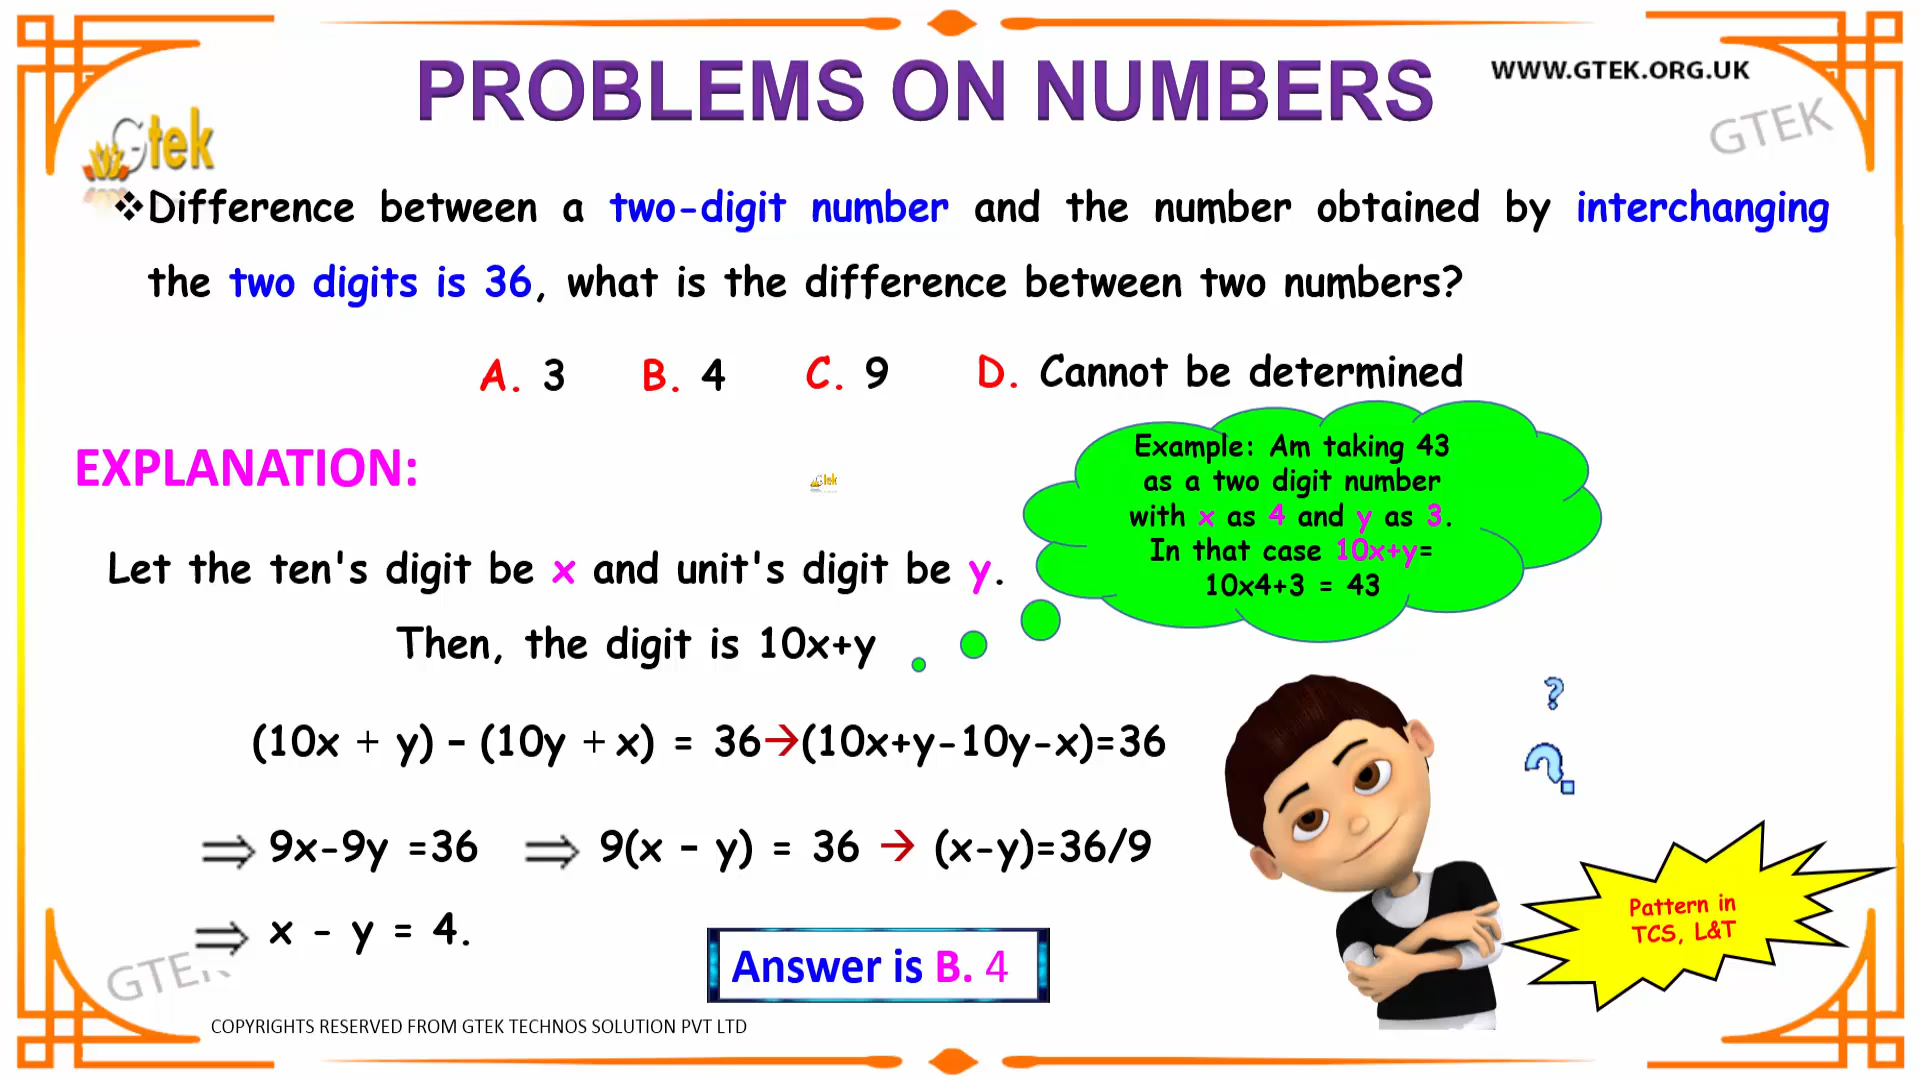 PROBLEMS ON NUMBERS
WWW.GTEK.ORG.UK
GTEK
Gtek
❖Difference between a two-digit number and the number obtained by interchanging
the two digits is 36, what is the difference between two numbers?
A. 3 B. 4 C. 9 D. Cannot be determined
EXPLANATION:
Gtek
Example: Am taking 43
as a two digit number
with x as 4 and y as 3.
In that case 10x+y=
10x4+3 = 43
Let the ten's digit be x and unit's digit be y.
Then, the digit is 10x+y
(10x + y) – (10y + x) = 36→(10x+y-10y-x)=36
⇒ 9x-9y =36 ⇒ 9(x – y) = 36 → (x-y)=36/9
⇒ x - y = 4.
?
?
Pattern in
TCS, L&T
Answer is B. 4
GTEK
COPYRIGHTS RESERVED FROM GTEK TECHNOS SOLUTION PVT LTD